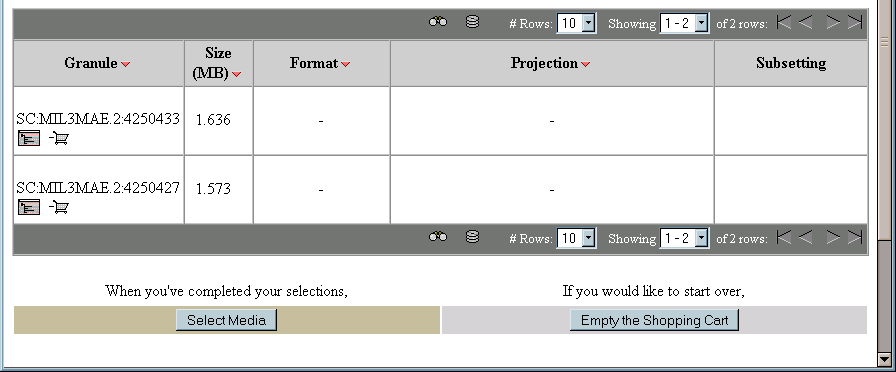 # Rows: 10 Showing 1 - 2 of 2 rows:
Granule Size (MB) Format Projection Subsetting
SC:MIL3MAE.2:4250433 1.636 - -
SC:MIL3MAE.2:4250427 1.573 - -
# Rows: 10 Showing 1 - 2 of 2 rows:
When you've completed your selections, If you would like to start over,
Select Media Empty the Shopping Cart